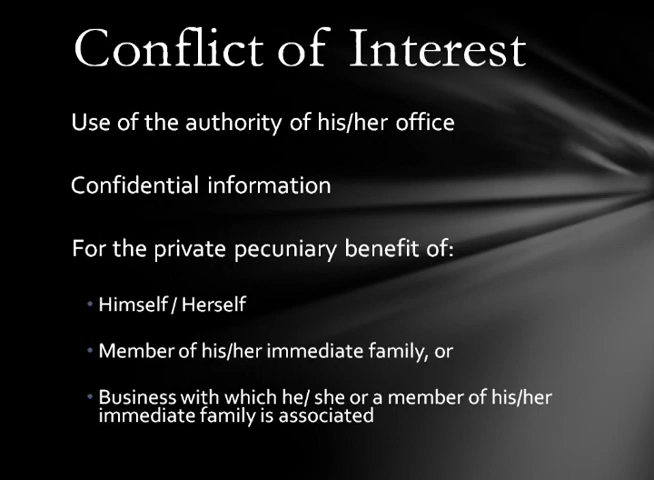 Conflict of Interest
Use of the authority of his/her office
Confidential information
For the private pecuniary benefit of:
• Himself / Herself
• Member of his/her immediate family, or
• Business with which he/ she or a member of his/her
immediate family is associated